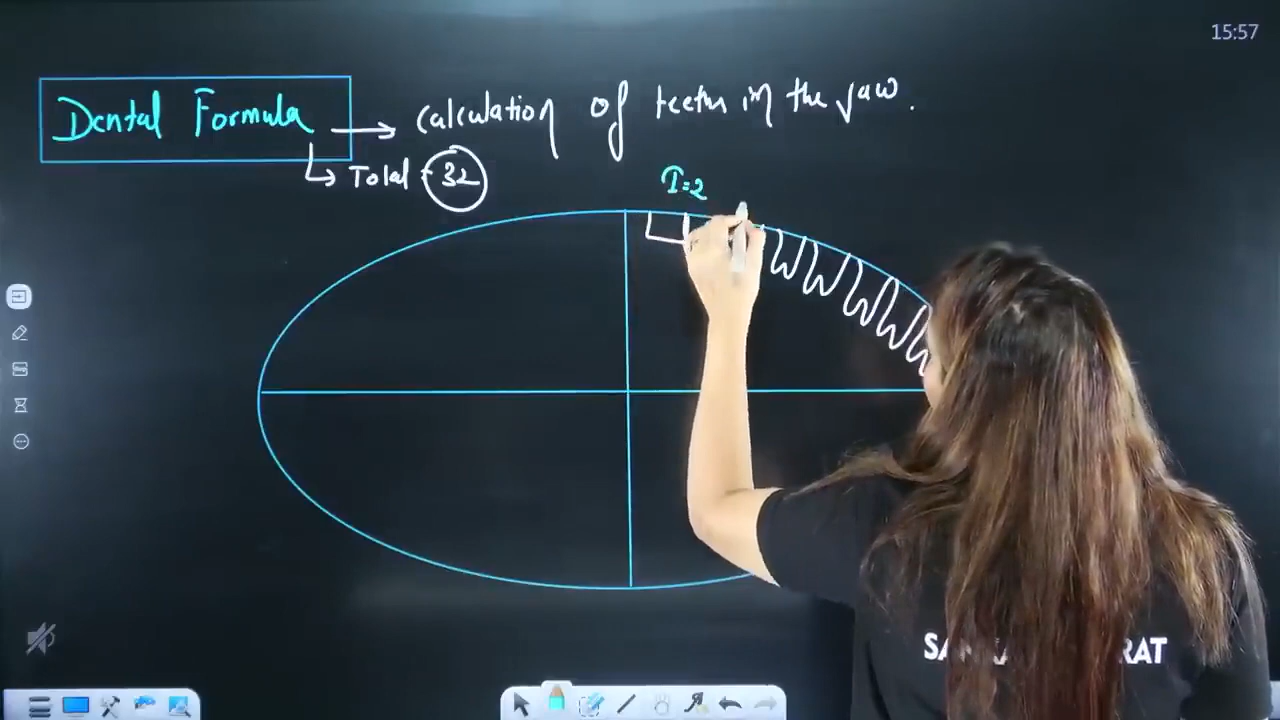 15:57
Dental Formula → calculation of teeth in the Jaw.
↳ Total = 32
I=2